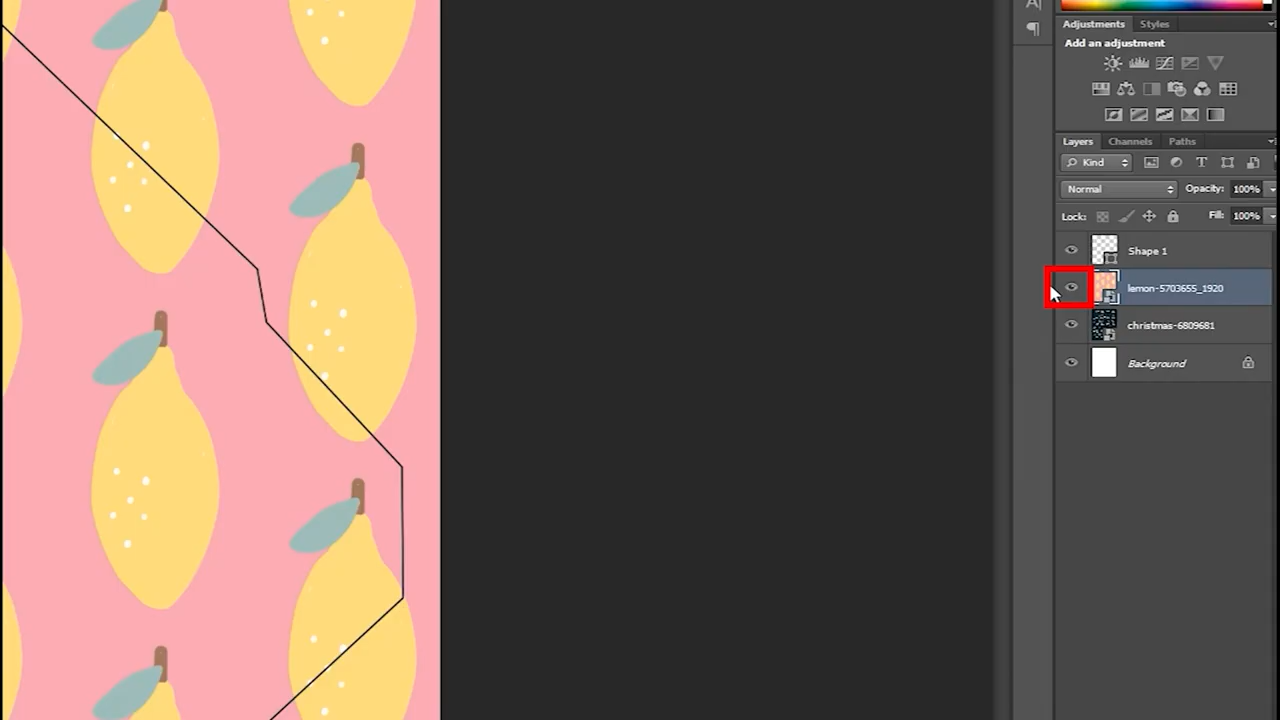 A|
Adjustments Styles
Add an adjustment
Layers Channels Paths
Kind T
Normal Opacity: 100%
Lock: Fill: 100%
Shape 1
lemon-5703655_1920
christmas-6809681
Background